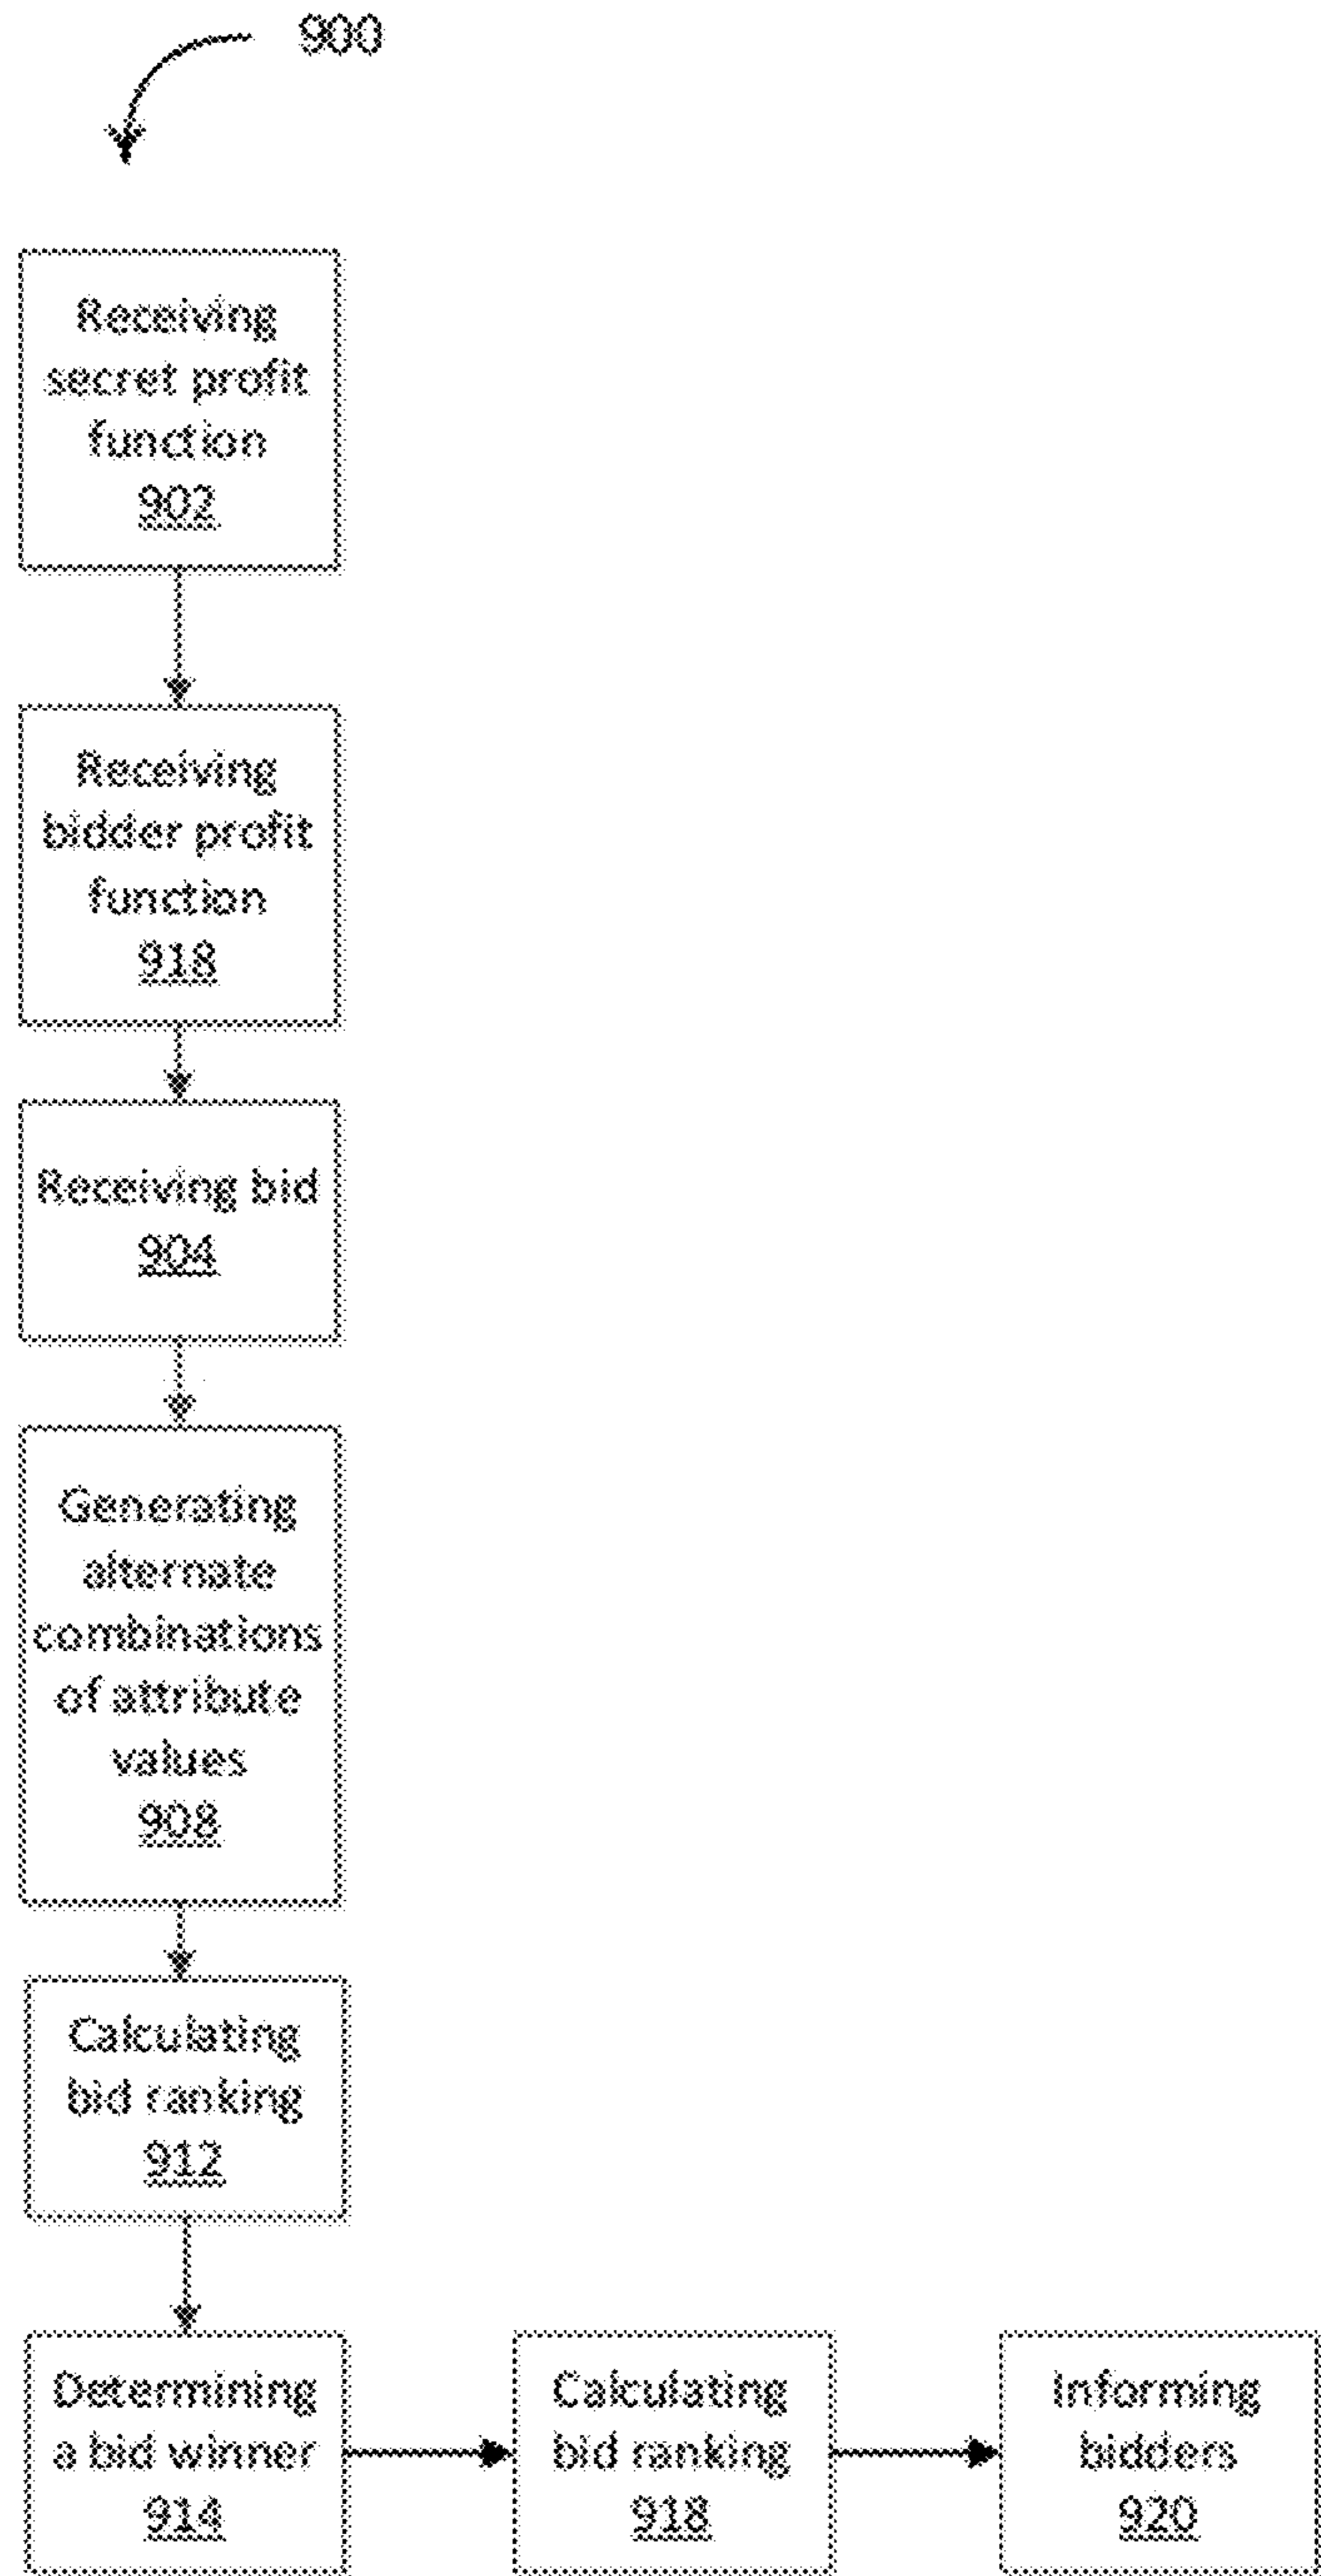 900
Receiving
secret profit
function
902
Receiving
bidder profit
function
918
Receiving bid
904
Generating
alternate
combinations
of attribute
values
908
Calculating
bid ranking
912
Determining
a bid winner
914
Calculating
bid ranking
918
Informing
bidders
920